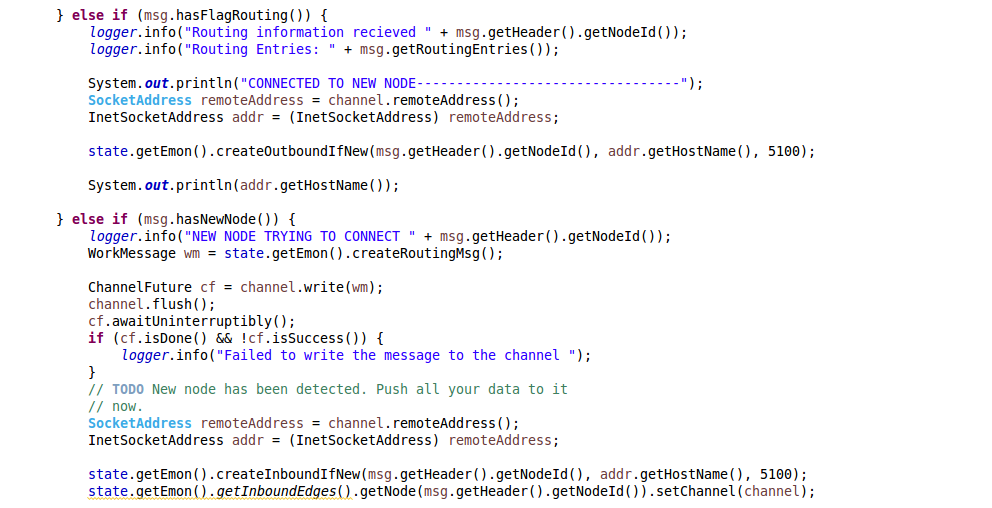 } else if (msg.hasFlagRouting()) {
logger.info("Routing information recieved " + msg.getHeader().getNodeId());
logger.info("Routing Entries: " + msg.getRoutingEntries());
System.out.println("CONNECTED TO NEW NODE---------------------------------");
SocketAddress remoteAddress = channel.remoteAddress();
InetSocketAddress addr = (InetSocketAddress) remoteAddress;
state.getEmon().createOutboundIfNew(msg.getHeader().getNodeId(), addr.getHostName(), 5100);
System.out.println(addr.getHostName());
} else if (msg.hasNewNode()) {
logger.info("NEW NODE TRYING TO CONNECT " + msg.getHeader().getNodeId());
WorkMessage wm = state.getEmon().createRoutingMsg();
ChannelFuture cf = channel.write(wm);
channel.flush();
cf.awaitUninterruptibly();
if (cf.isDone() && !cf.isSuccess()) {
logger.info("Failed to write the message to the channel ");
}
// TODO New node has been detected. Push all your data to it
// now.
SocketAddress remoteAddress = channel.remoteAddress();
InetSocketAddress addr = (InetSocketAddress) remoteAddress;
state.getEmon().createInboundIfNew(msg.getHeader().getNodeId(), addr.getHostName(), 5100);
state.getEmon().getInboundEdges().getNode(msg.getHeader().getNodeId()).setChannel(channel);